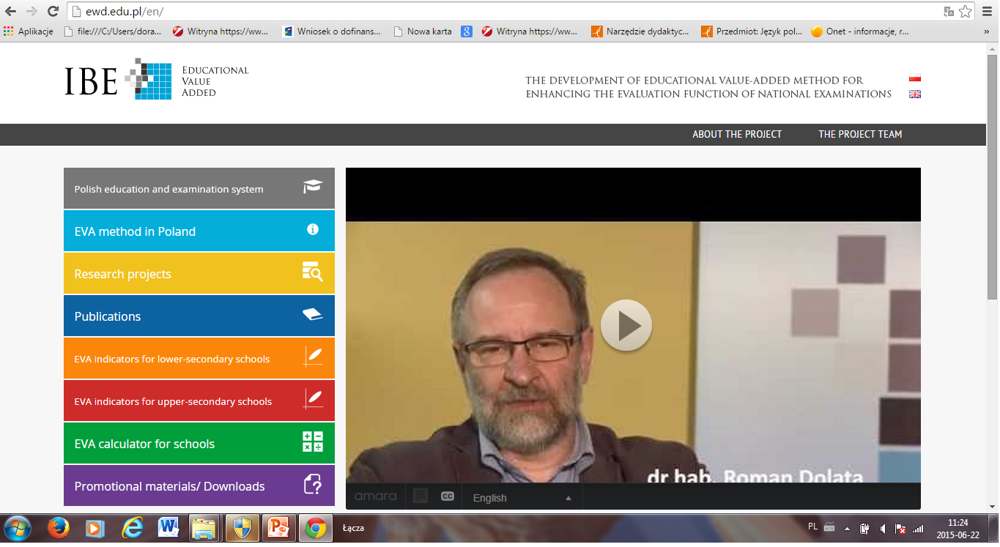 ewd.edu.pl/en/
Aplikacje
file:///C:/Users/dora...
Witryna https://ww...
Wniosek o dofinans...
Nowa karta
Witryna https://ww...
Narzędzie dydaktyc...
Przedmiot: Język pol...
Onet - informacje, r...
»
IBE
EDUCATIONAL
VALUE
ADDED
THE DEVELOPMENT OF EDUCATIONAL VALUE-ADDED METHOD FOR
ENHANCING THE EVALUATION FUNCTION OF NATIONAL EXAMINATIONS
ABOUT THE PROJECT
THE PROJECT TEAM
Polish education and examination system
EVA method in Poland
Research projects
Publications
EVA indicators for lower-secondary schools
EVA indicators for upper-secondary schools
EVA calculator for schools
Promotional materials/ Downloads
dr hab. Roman Dolata
amara
CC
English
Łącza
PL
11:24
2015-06-22